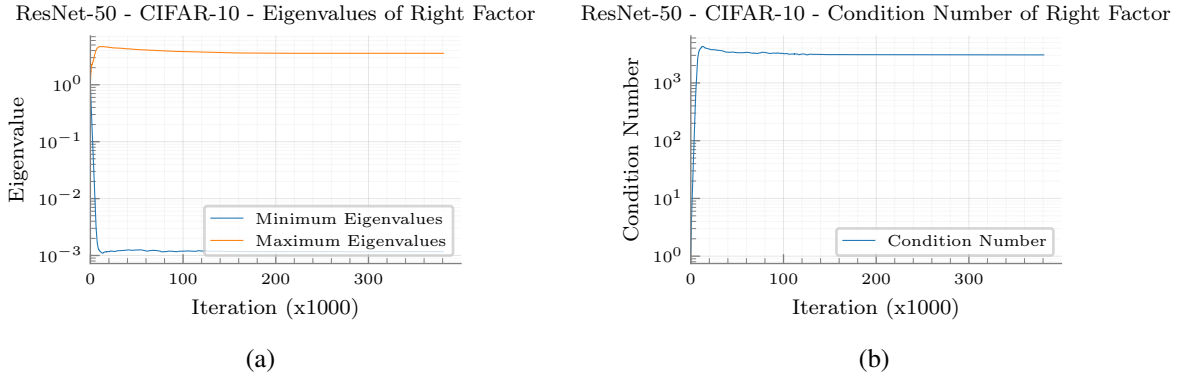 ResNet-50 - CIFAR-10 - Eigenvalues of Right Factor
Eigenvalue
10^0
10^−1
10^−2
10^−3
Minimum Eigenvalues
Maximum Eigenvalues
0 100 200 300
Iteration (x1000)
(a)
ResNet-50 - CIFAR-10 - Condition Number of Right Factor
Condition Number
10^3
10^2
10^1
10^0
Condition Number
0 100 200 300
Iteration (x1000)
(b)